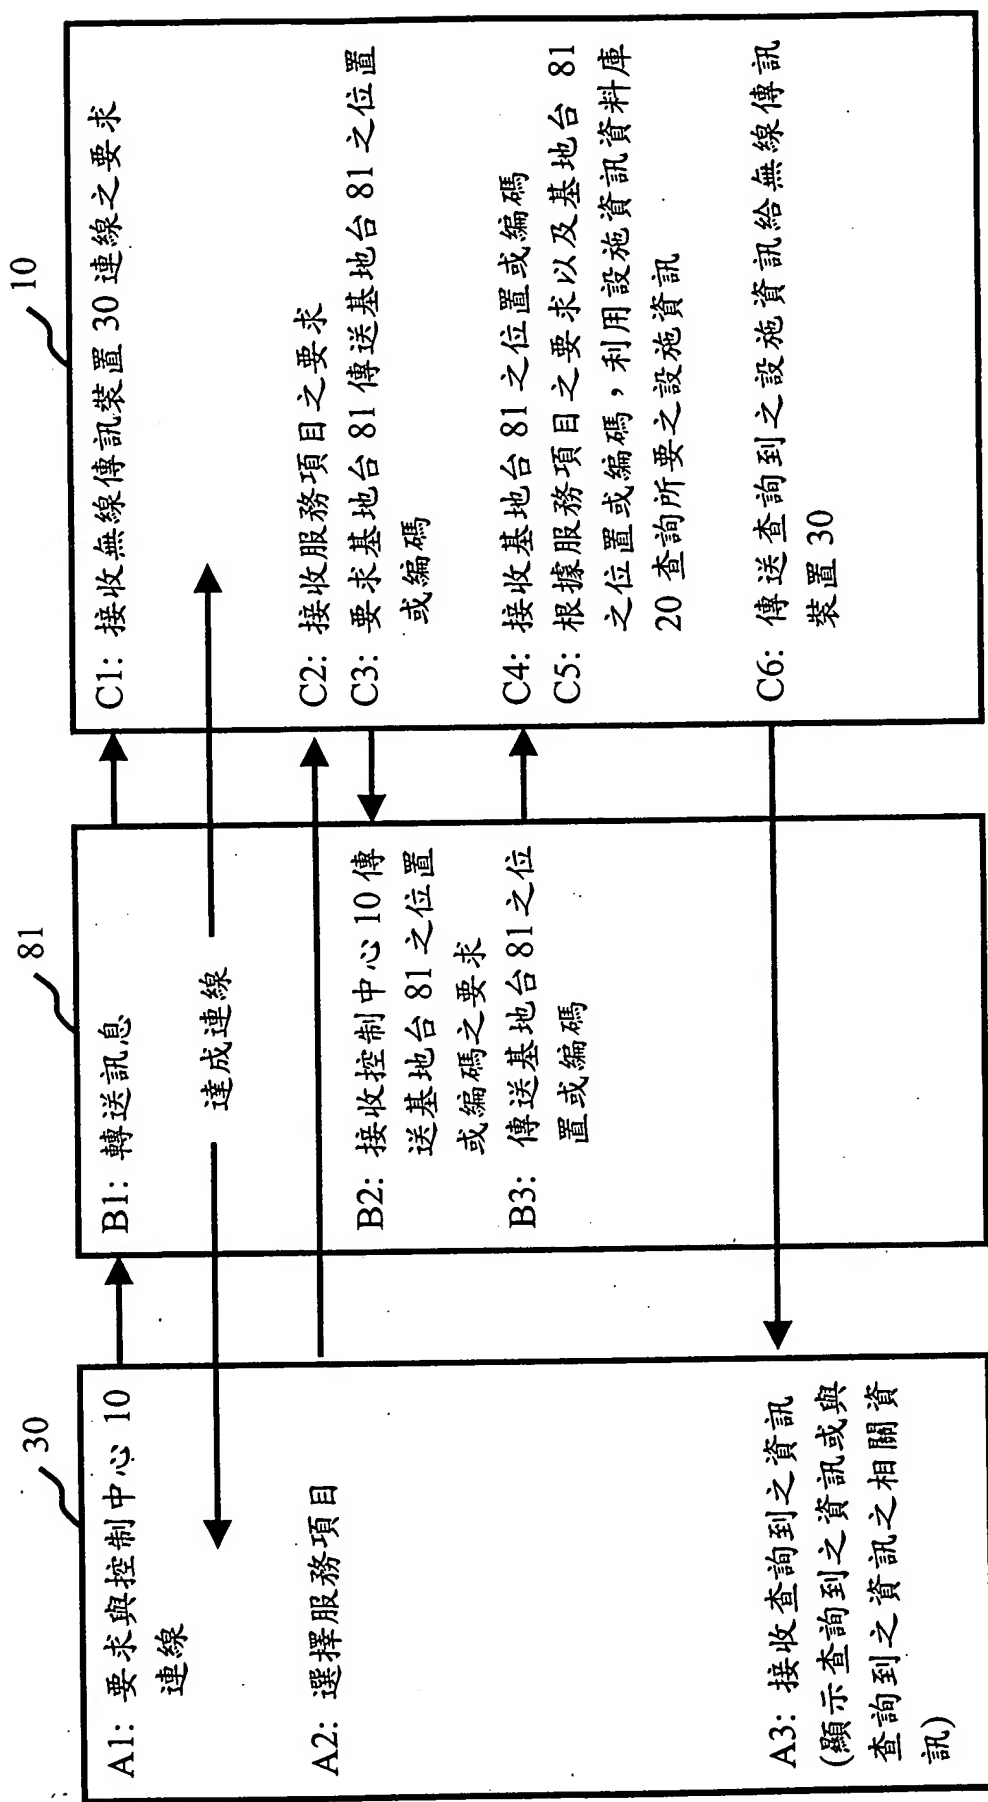 30
A1: 要求與控制中心 10
連線
A2: 選擇服務項目
A3: 接收查詢到之資訊
(顯示查詢到之資訊或與
查詢到之資訊之相關資
訊)
81
B1: 轉送訊息
達成連線
B2: 接收控制中心 10 傳
送基地台 81 之位置
或編碼之要求
B3: 傳送基地台 81 之位
置或編碼
10
C1: 接收無線傳訊裝置 30 連線之要求
C2: 接收服務項目之要求
C3: 要求基地台 81 傳送基地台 81 之位置
或編碼
C4: 接收基地台 81 之位置或編碼
C5: 根據服務項目之要求以及基地台 81
之位置或編碼，利用設施資訊資料庫
20 查詢所要之設施資訊
C6: 傳送查詢到之設施資訊給無線傳訊
裝置 30